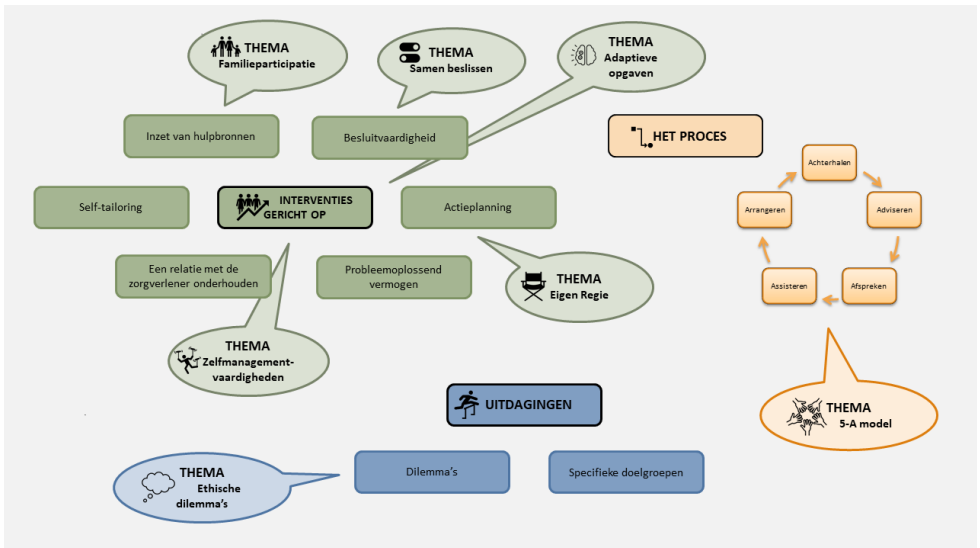 THEMA
Familieparticipatie
THEMA
Samen beslissen
THEMA
Adaptieve
opgaven
Inzet van hulpbronnen
Besluitvaardigheid
HET PROCES
Achterhalen
Self-tailoring
INTERVENTIES
GERICHT OP
Actieplanning
Arrangeren
Adviseren
Een relatie met de
zorgverlener onderhouden
Probleemoplossend
vermogen
THEMA
Eigen Regie
Assisteren
Afspreken
THEMA
Zelfmanagement-
vaardigheden
UITDAGINGEN
THEMA
5-A model
THEMA
Ethische
dilemma's
Dilemma's
Specifieke doelgroepen